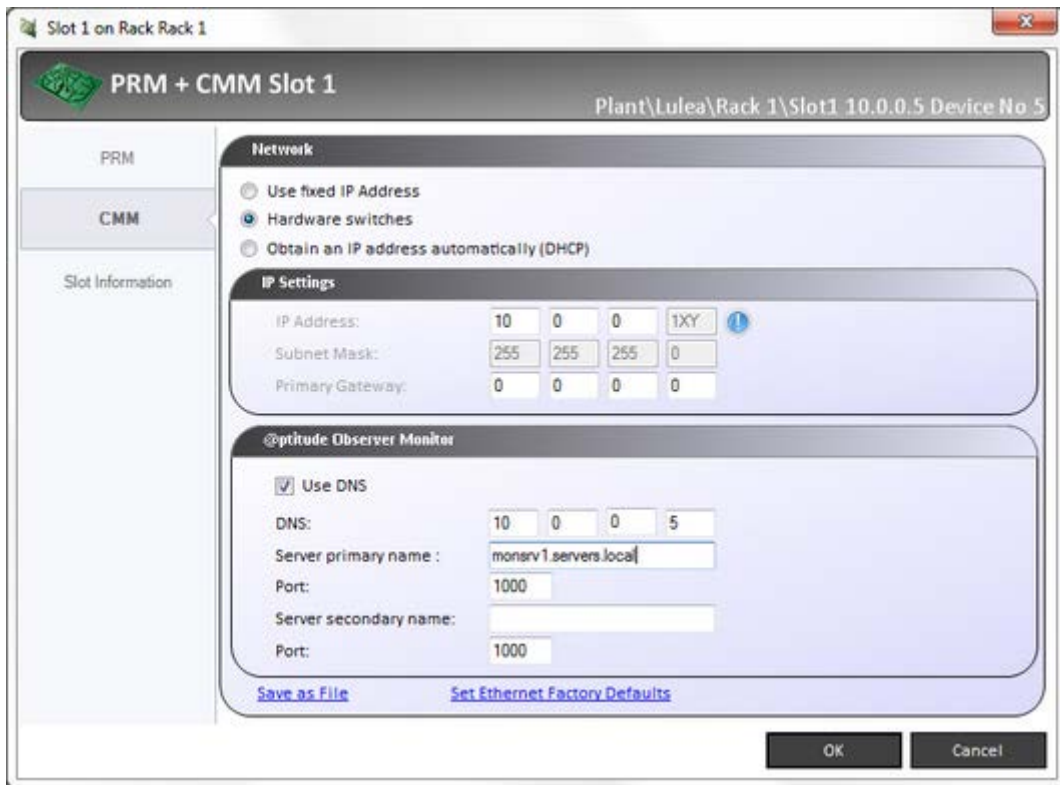 Slot 1 on Rack Rack 1
PRM + CMM Slot 1
Plant\Lulea\Rack 1\Slot1 10.0.0.5 Device No 5
PRM
CMM
Slot Information
Network
Use fixed IP Address
Hardware switches
Obtain an IP address automatically (DHCP)
IP Settings
IP Address: 10 0 0 1XY
Subnet Mask: 255 255 255 0
Primary Gateway: 0 0 0 0
@ptitude Observer Monitor
Use DNS
DNS: 10 0 0 5
Server primary name : monsrv1.servers.local
Port: 1000
Server secondary name:
Port: 1000
Save as File Set Ethernet Factory Defaults
OK Cancel